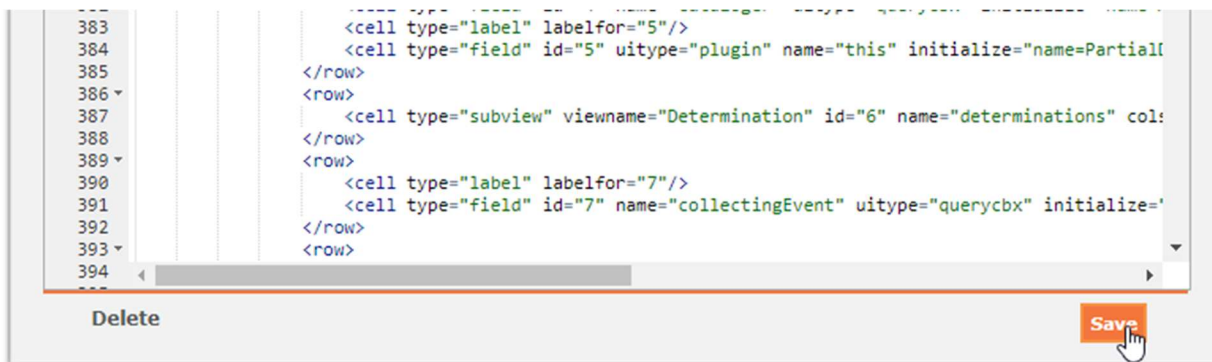 383 <cell type="label" labelfor="5"/>
384 <cell type="field" id="5" uitype="plugin" name="this" initialize="name=PartialD
385 </row>
386 <row>
387 <cell type="subview" viewname="Determination" id="6" name="determinations" cols
388 </row>
389 <row>
390 <cell type="label" labelfor="7"/>
391 <cell type="field" id="7" name="collectingEvent" uitype="querycbx" initialize="
392 </row>
393 <row>
394
Delete
Save